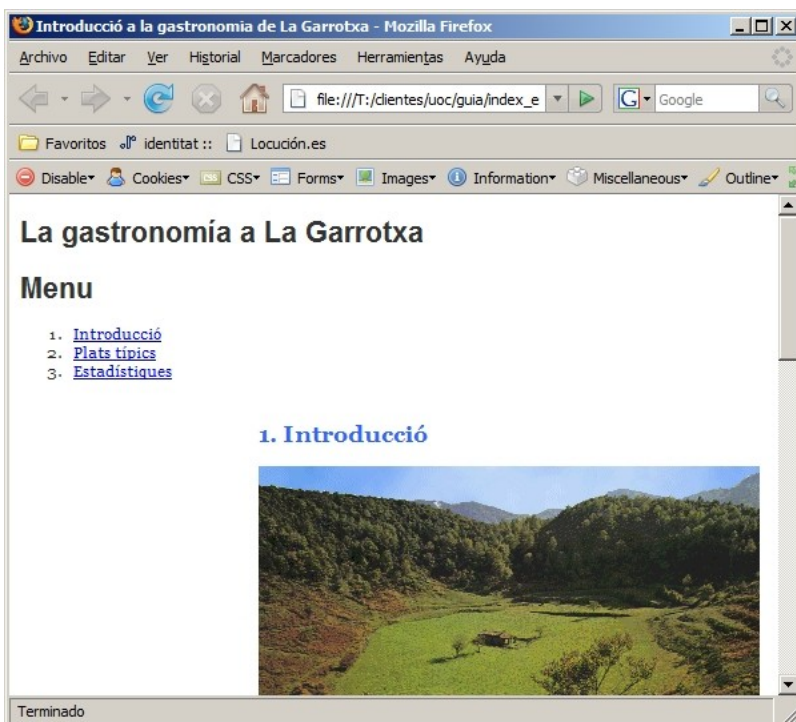 Introducció a la gastronomia de La Garrotxa - Mozilla Firefox
Archivo Editar Ver Historial Marcadores Herramientas Ayuda
file:///T:/clientes/uoc/guia/index_e G Google
Favoritos identitat :: Locución.es
Disable Cookies CSS Forms Images Information Miscellaneous Outline
La gastronomía a La Garrotxa
Menu
1. Introducció
2. Plats típics
3. Estadístiques
1. Introducció
Terminado